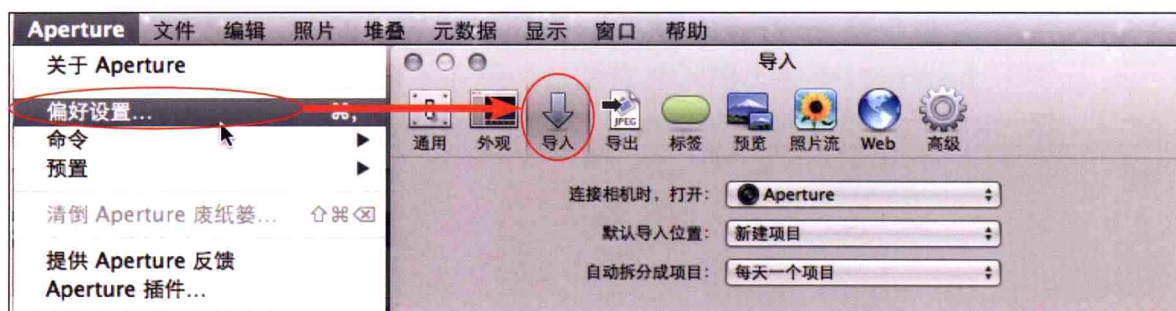 Aperture 文件 编辑 照片 堆叠 元数据 显示 窗口 帮助
关于 Aperture
偏好设置... ⌘,
命令 ▶
预置 ▶
清倒 Aperture 废纸篓... ⇧⌘⌫
提供 Aperture 反馈
Aperture 插件...
导入
通用 外观 导入 JPEG 导出 标签 预览 照片流 Web 高级
连接相机时，打开： Aperture
默认导入位置： 新建项目
自动拆分成项目： 每天一个项目